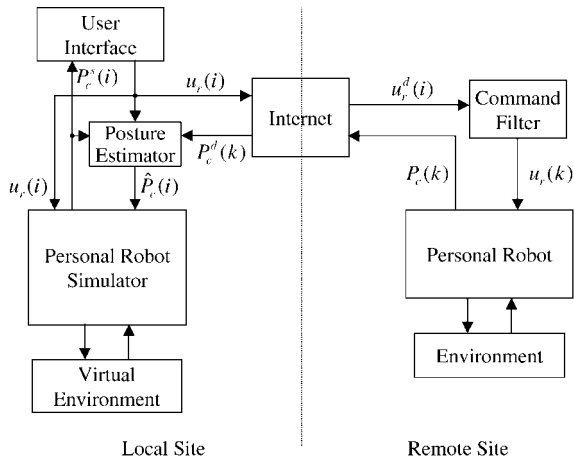 User
Interface
P_c^s(i)
u_r(i)
u_r^d(i)
Internet
Command
Filter
Posture
Estimator
P_c^d(k)
P̂_c(i)
P_c(k)
u_r(k)
u_r(i)
Personal Robot
Simulator
Personal Robot
Virtual
Environment
Environment
Local Site
Remote Site